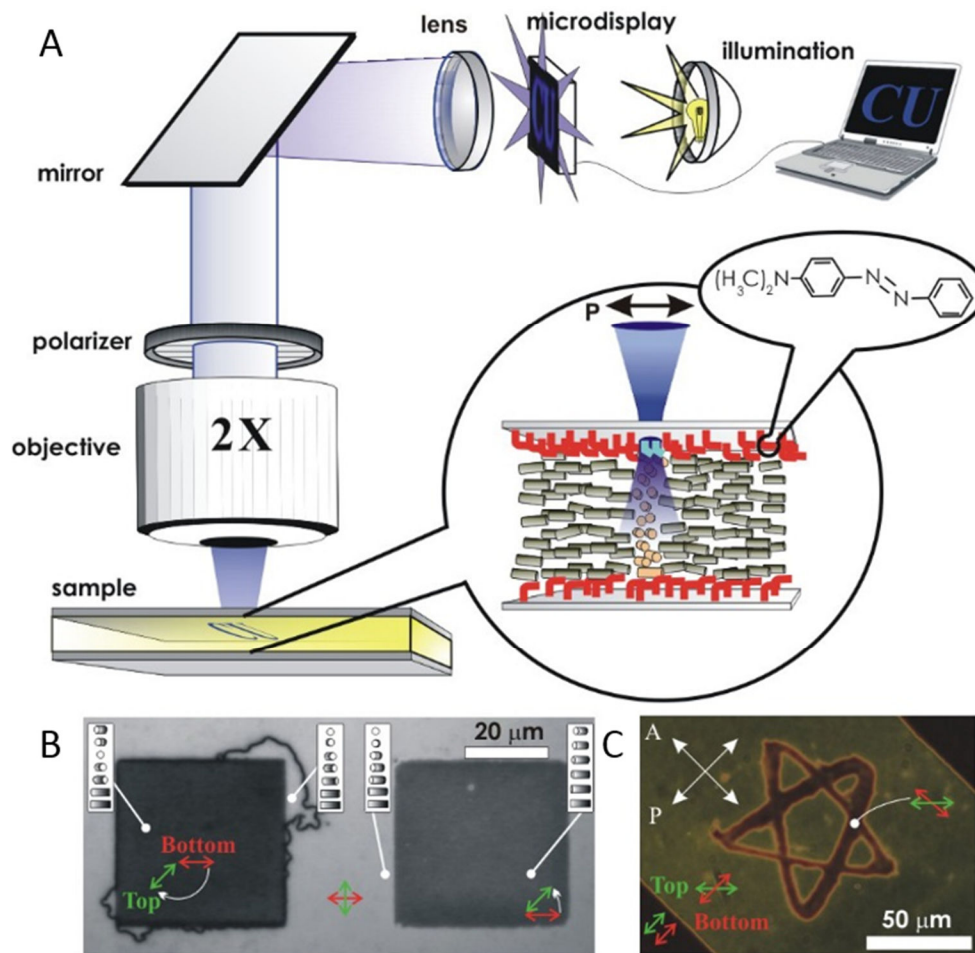 A
lens
microdisplay
illumination
CU
CU
mirror
P
(H₃C)₂N
N
N
polarizer
2X
objective
sample
B
20 μm
Bottom
Top
C
A
P
Top
Bottom
50 μm